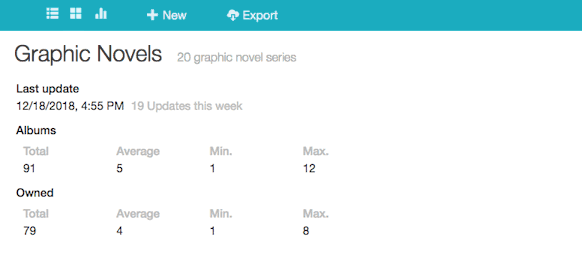 New Export
Graphic Novels 20 graphic novel series
Last update
12/18/2018, 4:55 PM 19 Updates this week
Albums
Total Average Min. Max.
91 5 1 12
Owned
Total Average Min. Max.
79 4 1 8